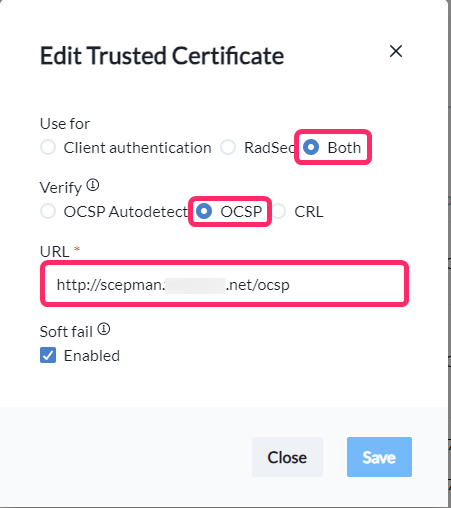 Edit Trusted Certificate
Use for
Client authentication RadSec Both
Verify
OCSP Autodetect OCSP CRL
URL *
http://scepman. .net/ocsp
Soft fail
Enabled
Close Save